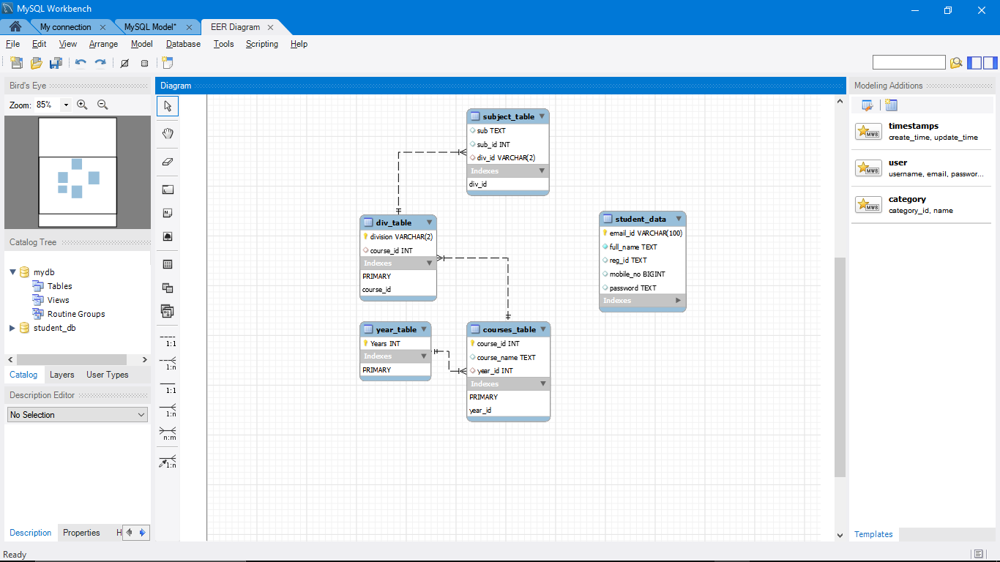 MySQL Workbench
My connection
MySQL Model*
EER Diagram
File Edit View Arrange Model Database Tools Scripting Help
Bird's Eye
Zoom: 85%
Catalog Tree
mydb
Tables
Views
Routine Groups
student_db
Catalog Layers User Types
Description Editor
No Selection
Description Properties H
Ready
Diagram
1:1
1:n
1:1
1:n
n:m
1:n
subject_table
sub TEXT
sub_id INT
div_id VARCHAR(2)
Indexes
div_id
div_table
division VARCHAR(2)
course_id INT
Indexes
PRIMARY
course_id
student_data
email_id VARCHAR(100)
full_name TEXT
reg_id TEXT
mobile_no BIGINT
password TEXT
Indexes
year_table
Years INT
Indexes
PRIMARY
courses_table
course_id INT
course_name TEXT
year_id INT
Indexes
PRIMARY
year_id
Modeling Additions
MWB
timestamps
create_time, update_time
MWB
user
username, email, passwor...
MWB
category
category_id, name
Templates